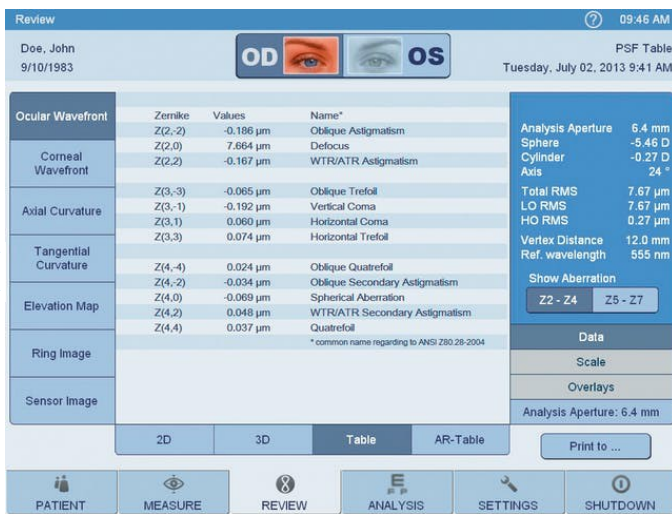 Review
09:46 AM
Doe, John
9/10/1983
OD
OS
PSF Table
Tuesday, July 02, 2013 9:41 AM
Ocular Wavefront
Corneal
Wavefront
Axial Curvature
Tangential
Curvature
Elevation Map
Ring Image
Sensor Image
Zernike Values Name*
Z(2,-2) -0.186 µm Oblique Astigmatism
Z(2,0) 7.664 µm Defocus
Z(2,2) -0.167 µm WTR/ATR Astigmatism
Z(3,-3) -0.065 µm Oblique Trefoil
Z(3,-1) -0.192 µm Vertical Coma
Z(3,1) 0.060 µm Horizontal Coma
Z(3,3) 0.074 µm Horizontal Trefoil
Z(4,-4) 0.024 µm Oblique Quatrefoil
Z(4,-2) -0.034 µm Oblique Secondary Astigmatism
Z(4,0) -0.069 µm Spherical Aberration
Z(4,2) 0.048 µm WTR/ATR Secondary Astigmatism
Z(4,4) 0.037 µm Quatrefoil
* common name regarding to ANSI Z80.28-2004
Analysis Aperture 6.4 mm
Sphere -5.46 D
Cylinder -0.27 D
Axis 24 °
Total RMS 7.67 µm
LO RMS 7.67 µm
HO RMS 0.27 µm
Vertex Distance 12.0 mm
Ref. wavelength 555 nm
Show Aberration
Z2 - Z4 Z5 - Z7
Data
Scale
Overlays
Analysis Aperture: 6.4 mm
2D 3D Table AR-Table
Print to ...
PATIENT MEASURE REVIEW ANALYSIS SETTINGS SHUTDOWN